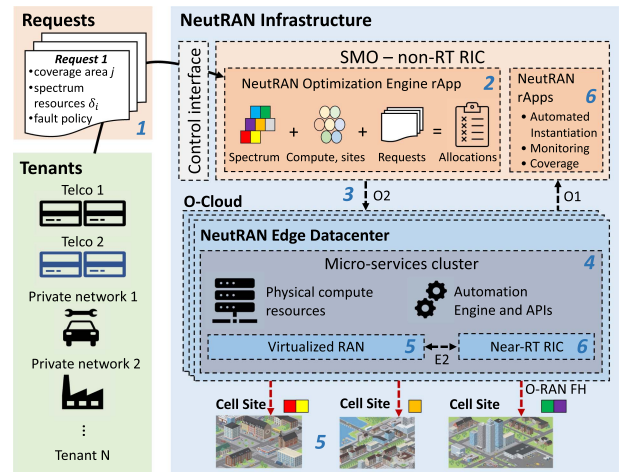 Requests
Request 1
•coverage area j
•spectrum
resources δi
•fault policy
1
Tenants
Telco 1
Telco 2
Private network 1
Private network 2
⋮
Tenant N
NeutRAN Infrastructure
Control interface
SMO – non-RT RIC
NeutRAN Optimization Engine rApp
2
+
+
=
Spectrum
Compute, sites
Requests
Allocations
NeutRAN
rApps
6
• Automated
Instantiation
• Monitoring
• Coverage
3
O2
O1
O-Cloud
NeutRAN Edge Datacenter
Micro-services cluster
4
Physical compute
resources
Automation
Engine and APIs
Virtualized RAN
5
E2
Near-RT RIC
6
O-RAN FH
Cell Site
Cell Site
Cell Site
5